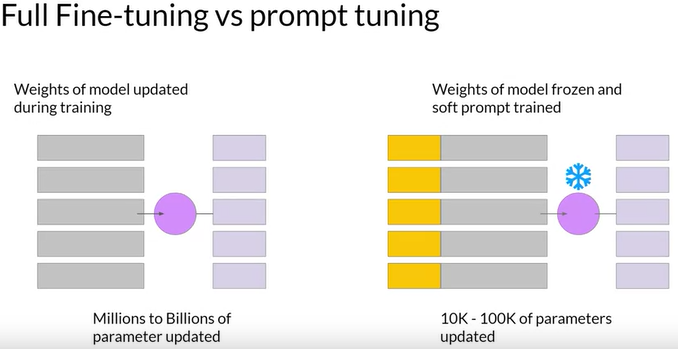 Full Fine-tuning vs prompt tuning
Weights of model updated
during training
Weights of model frozen and
soft prompt trained
Millions to Billions of
parameter updated
10K - 100K of parameters
updated